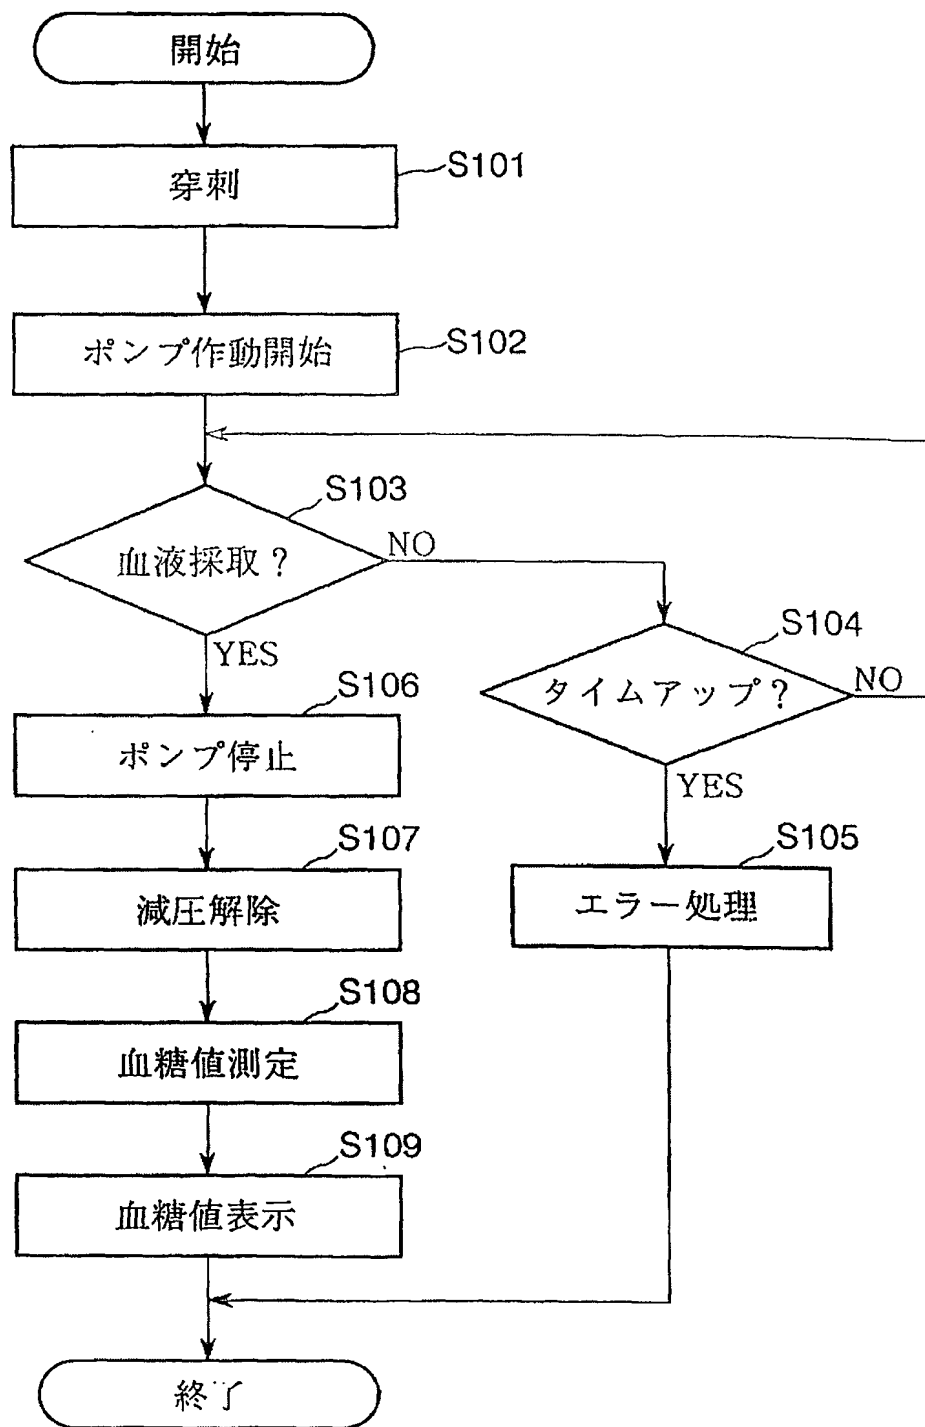 開始
穿刺
S101
ポンプ作動開始
S102
S103
血液採取？
NO
YES
S104
タイムアップ？
NO
YES
S105
エラー処理
S106
ポンプ停止
S107
減圧解除
S108
血糖値測定
S109
血糖値表示
終了